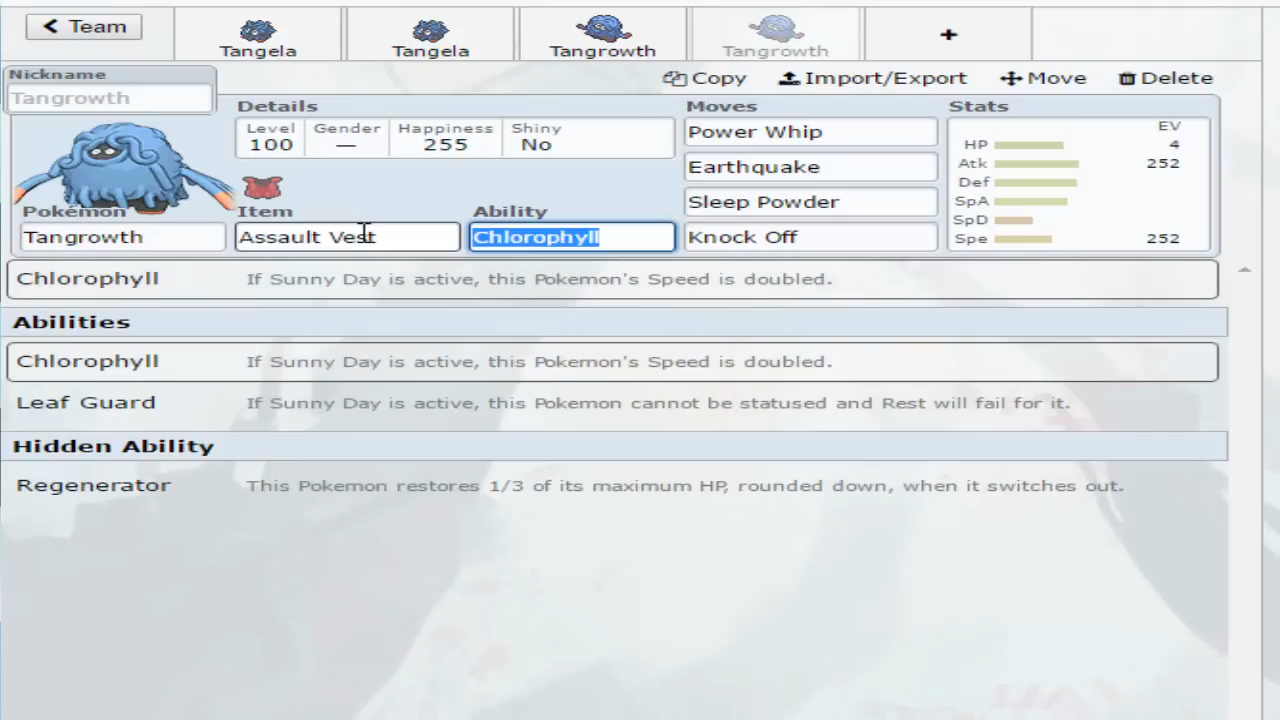 Team
Tangela
Tangela
Tangrowth
Tangrowth
+
Nickname
Tangrowth
Copy
Import/Export
Move
Delete
Details
Level
100
Gender
—
Happiness
255
Shiny
No
Pokémon
Tangrowth
Item
Assault Vest
Ability
Chlorophyll
Moves
Power Whip
Earthquake
Sleep Powder
Knock Off
Stats
EV
HP 4
Atk 252
Def
SpA
SpD
Spe 252
Chlorophyll If Sunny Day is active, this Pokemon's Speed is doubled.
Abilities
Chlorophyll If Sunny Day is active, this Pokemon's Speed is doubled.
Leaf Guard If Sunny Day is active, this Pokemon cannot be statused and Rest will fail for it.
Hidden Ability
Regenerator This Pokemon restores 1/3 of its maximum HP, rounded down, when it switches out.